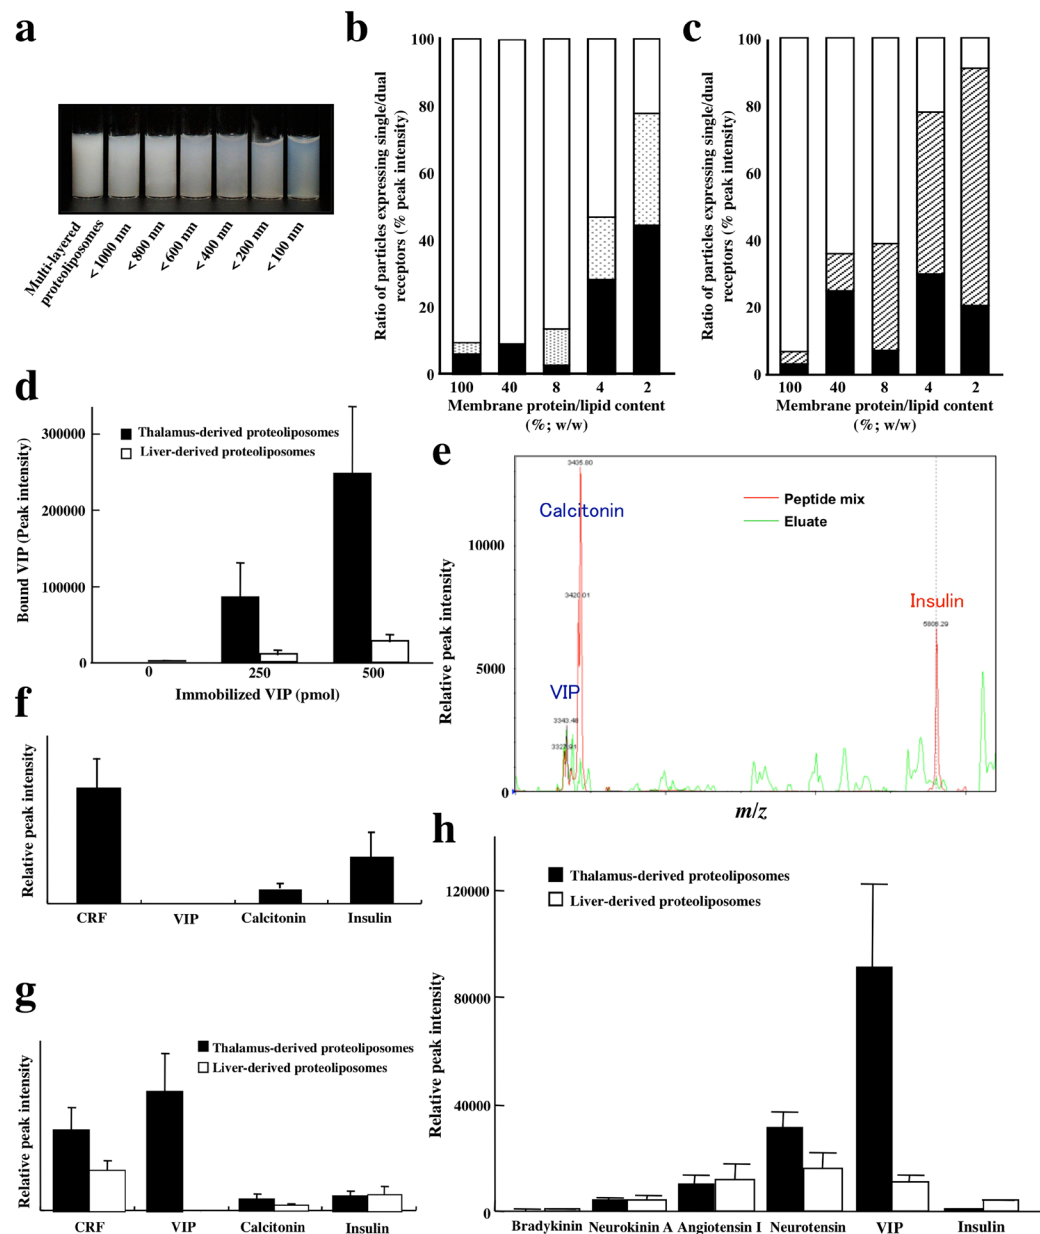 a
Multi-layered
proteoliposomes
< 1000 nm
< 800 nm
< 600 nm
< 400 nm
< 200 nm
< 100 nm
b
Ratio of particles expressing single/dual
receptors (% peak intensity)
100
80
60
40
20
0
100 40 8 4 2
Membrane protein/lipid content
(%; w/w)
c
Ratio of particles expressing single/dual
receptors (% peak intensity)
100
80
60
40
20
0
100 40 8 4 2
Membrane protein/lipid content
(%; w/w)
d
Bound VIP (Peak intensity)
300000
200000
100000
0
Thalamus-derived proteoliposomes
Liver-derived proteoliposomes
0 250 500
Immobilized VIP (pmol)
e
Relative peak intensity
10000
5000
0
3435.80
Calcitonin
3420.01
VIP
3343.48
Peptide mix
Eluate
Insulin
5808.29
m/z
f
Relative peak intensity
CRF VIP Calcitonin Insulin
g
Relative peak intensity
Thalamus-derived proteoliposomes
Liver-derived proteoliposomes
CRF VIP Calcitonin Insulin
h
Relative peak intensity
120000
80000
40000
0
Thalamus-derived proteoliposomes
Liver-derived proteoliposomes
Bradykinin Neurokinin A Angiotensin I Neurotensin VIP Insulin